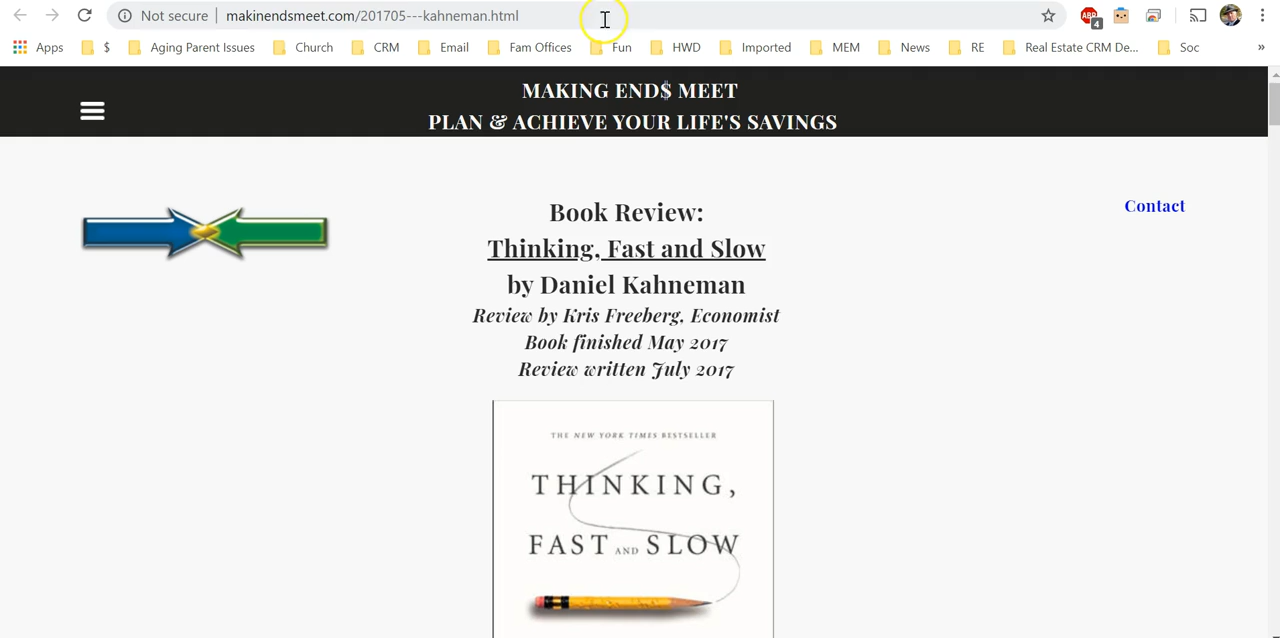 Not secure | makinendsmeet.com/201705---kahneman.html
ABP 4
Apps $ Aging Parent Issues Church CRM Email Fam Offices Fun HWD Imported MEM News RE Real Estate CRM De... Soc »
MAKING END$ MEET
PLAN & ACHIEVE YOUR LIFE'S SAVINGS
Book Review:
Contact
Thinking, Fast and Slow
by Daniel Kahneman
Review by Kris Freeberg, Economist
Book finished May 2017
Review written July 2017
THE NEW YORK TIMES BESTSELLER
THINKING,
FAST AND SLOW